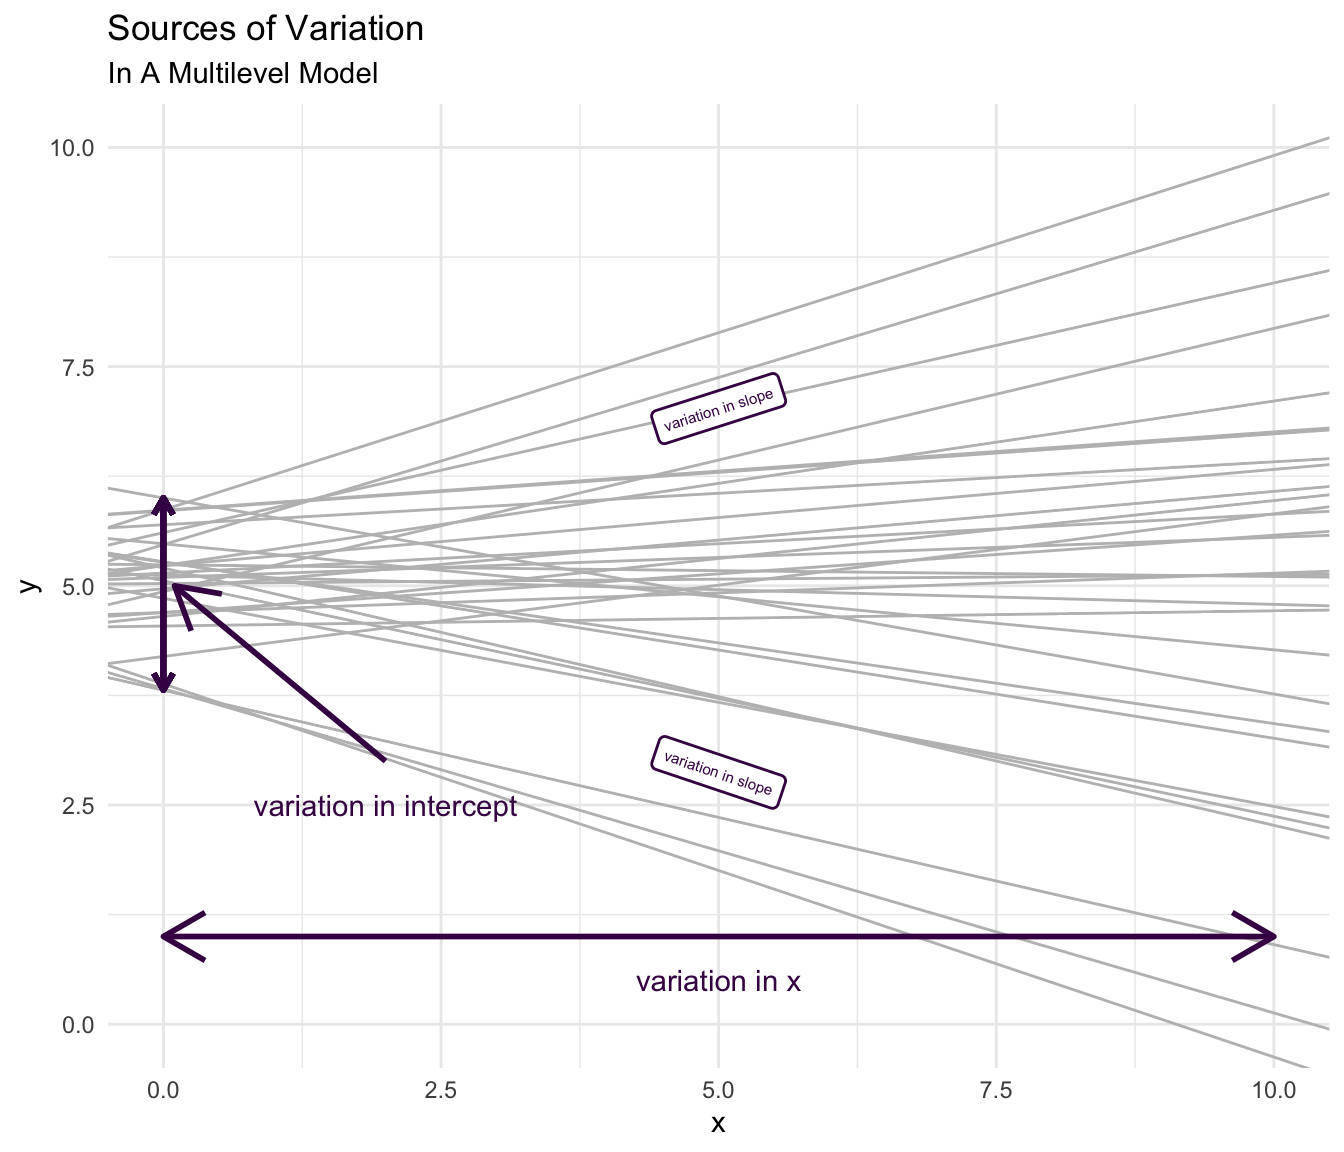 Sources of Variation
In A Multilevel Model
10.0
7.5
5.0
2.5
0.0
y
variation in slope
variation in slope
variation in intercept
variation in x
0.0 2.5 5.0 7.5 10.0
x